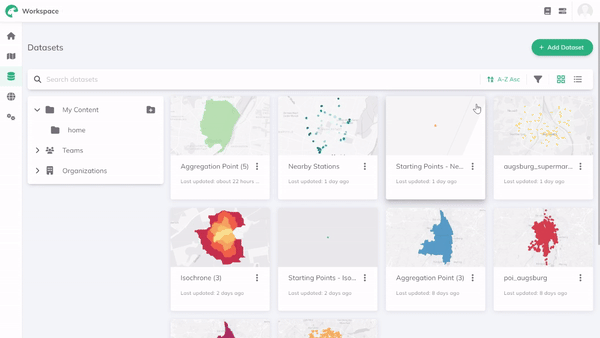 Workspace
Datasets
+ Add Dataset
Search datasets
A-Z Asc
My Content
home
Teams
Organizations
Aggregation Point (5)
Last updated: about 22 hours ...
Nearby Stations
Last updated: 1 day ago
Starting Points - Ne...
Last updated: 1 day ago
augsburg_supermar...
Last updated: 1 day ago
Isochrone (3)
Last updated: 2 days ago
Starting Points - Iso...
Last updated: 2 days ago
Aggregation Point (3)
Last updated: 8 days ago
poi_augsburg
Last updated: 8 days ago